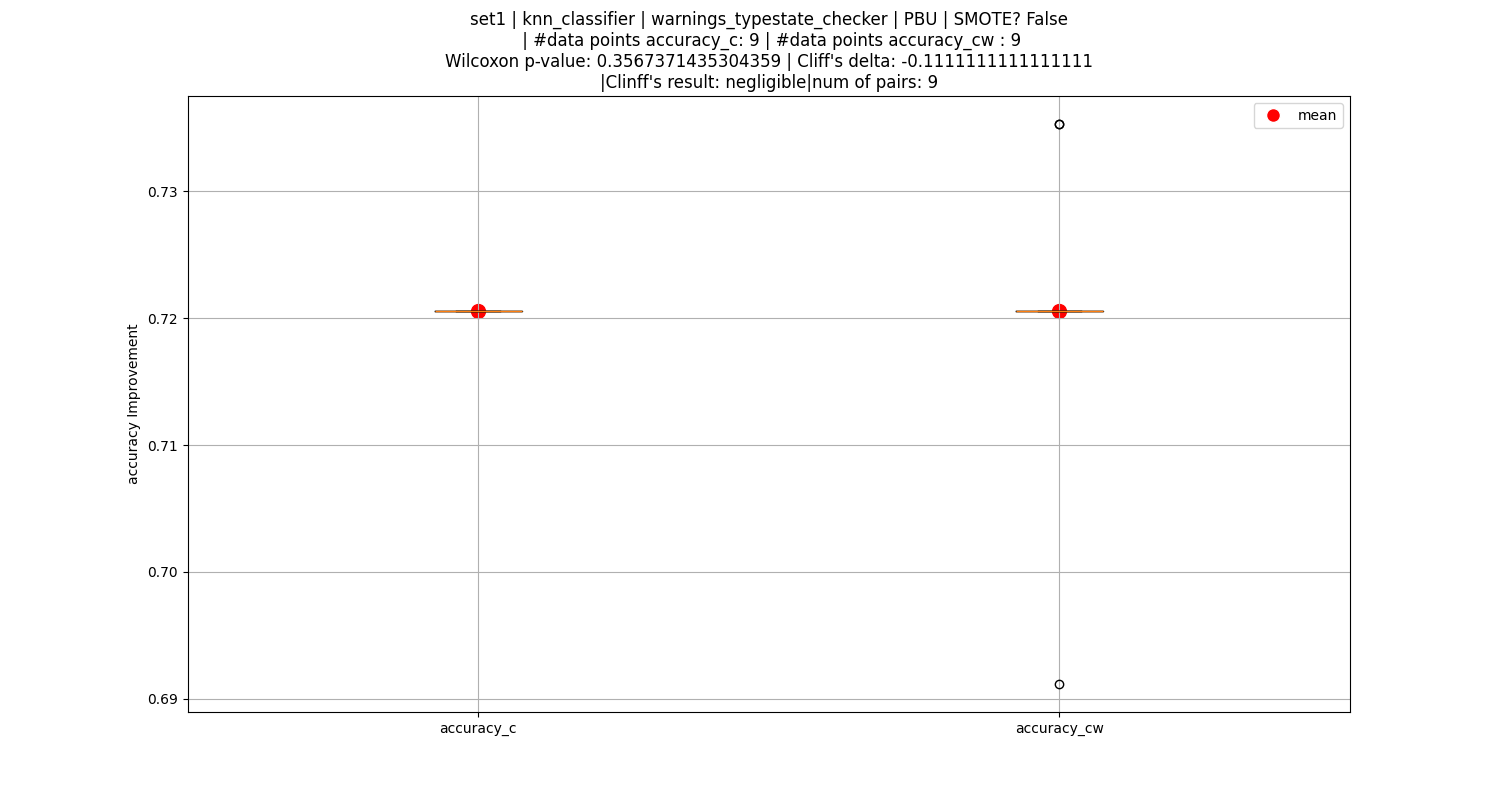 set1 | knn_classifier | warnings_typestate_checker | PBU | SMOTE? False
| #data points accuracy_c: 9 | #data points accuracy_cw : 9
Wilcoxon p-value: 0.3567371435304359 | Cliff's delta: -0.1111111111111111
|Clinff's result: negligible|num of pairs: 9
mean
0.73
0.72
0.71
0.70
0.69
accuracy Improvement
accuracy_c
accuracy_cw